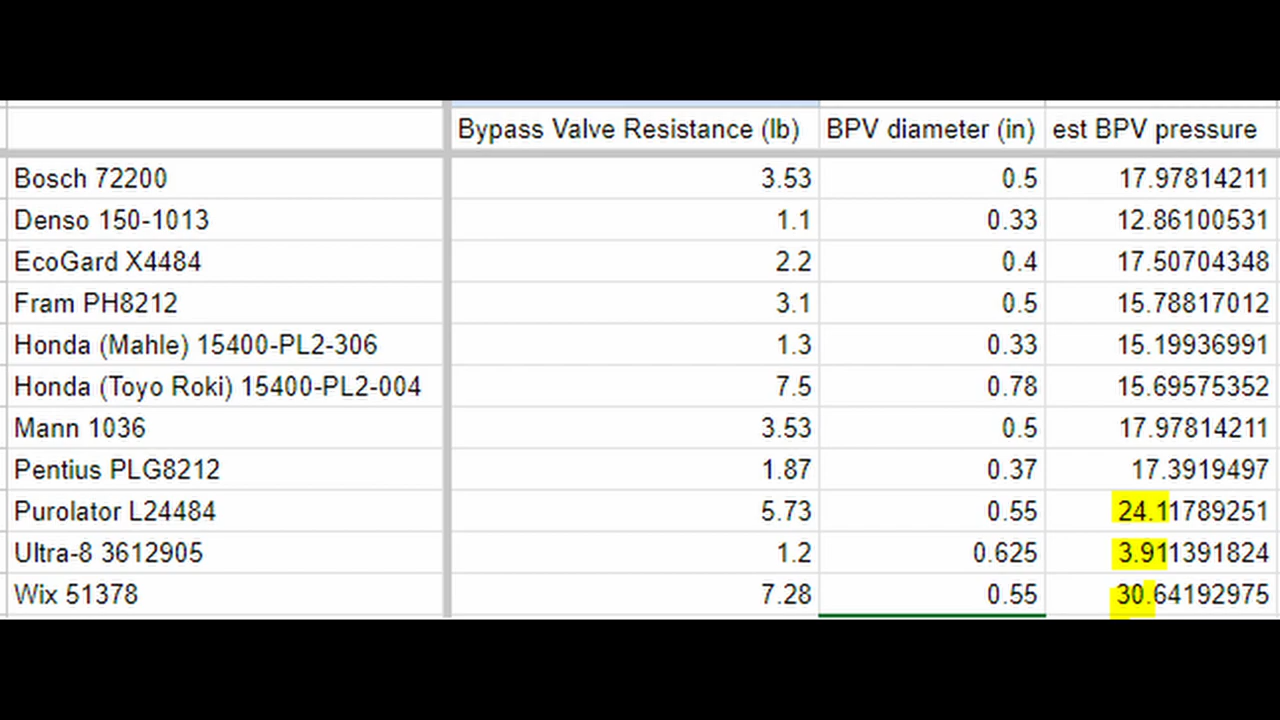 Bypass Valve Resistance (lb) BPV diameter (in) est BPV pressure
Bosch 72200 3.53 0.5 17.97814211
Denso 150-1013 1.1 0.33 12.86100531
EcoGard X4484 2.2 0.4 17.50704348
Fram PH8212 3.1 0.5 15.78817012
Honda (Mahle) 15400-PL2-306 1.3 0.33 15.19936991
Honda (Toyo Roki) 15400-PL2-004 7.5 0.78 15.69575352
Mann 1036 3.53 0.5 17.97814211
Pentius PLG8212 1.87 0.37 17.3919497
Purolator L24484 5.73 0.55 24.11789251
Ultra-8 3612905 1.2 0.625 3.911391824
Wix 51378 7.28 0.55 30.64192975